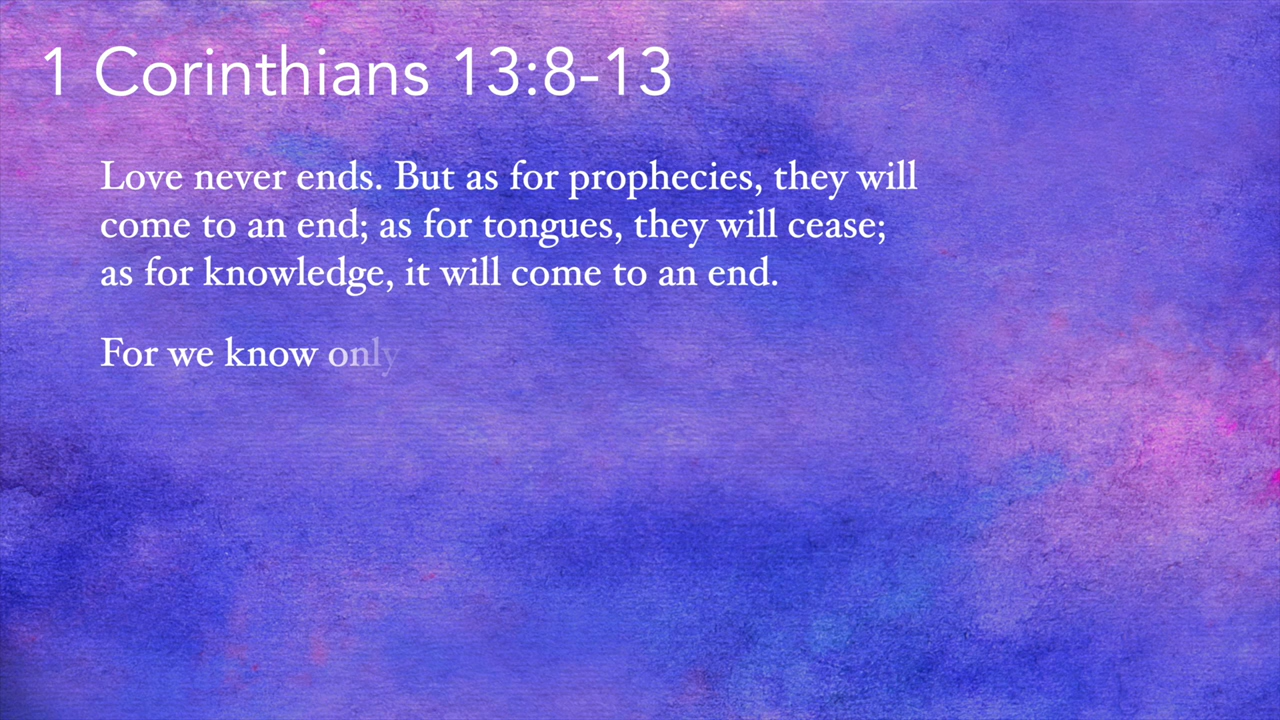 1 Corinthians 13:8-13
Love never ends. But as for prophecies, they will
come to an end; as for tongues, they will cease;
as for knowledge, it will come to an end.
For we know only